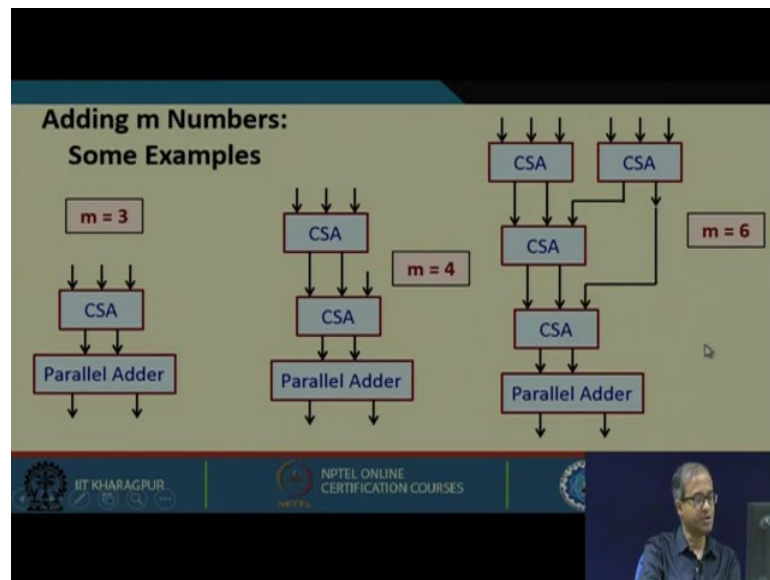 Adding m Numbers:
Some Examples
m = 3
CSA
Parallel Adder
CSA
m = 4
CSA
Parallel Adder
CSA
CSA
m = 6
CSA
CSA
Parallel Adder
IIT KHARAGPUR
NPTEL ONLINE
CERTIFICATION COURSES
NPTEL